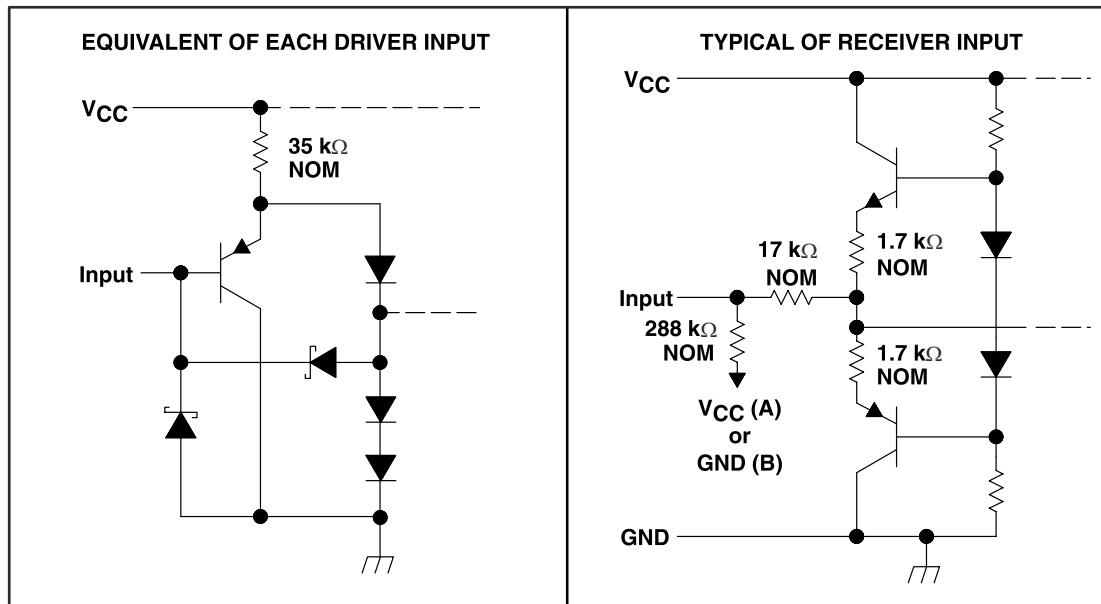 EQUIVALENT OF EACH DRIVER INPUT
VCC
35 kΩ
NOM
Input
TYPICAL OF RECEIVER INPUT
VCC
17 kΩ
NOM
1.7 kΩ
NOM
Input
288 kΩ
NOM
1.7 kΩ
NOM
VCC (A)
or
GND (B)
GND